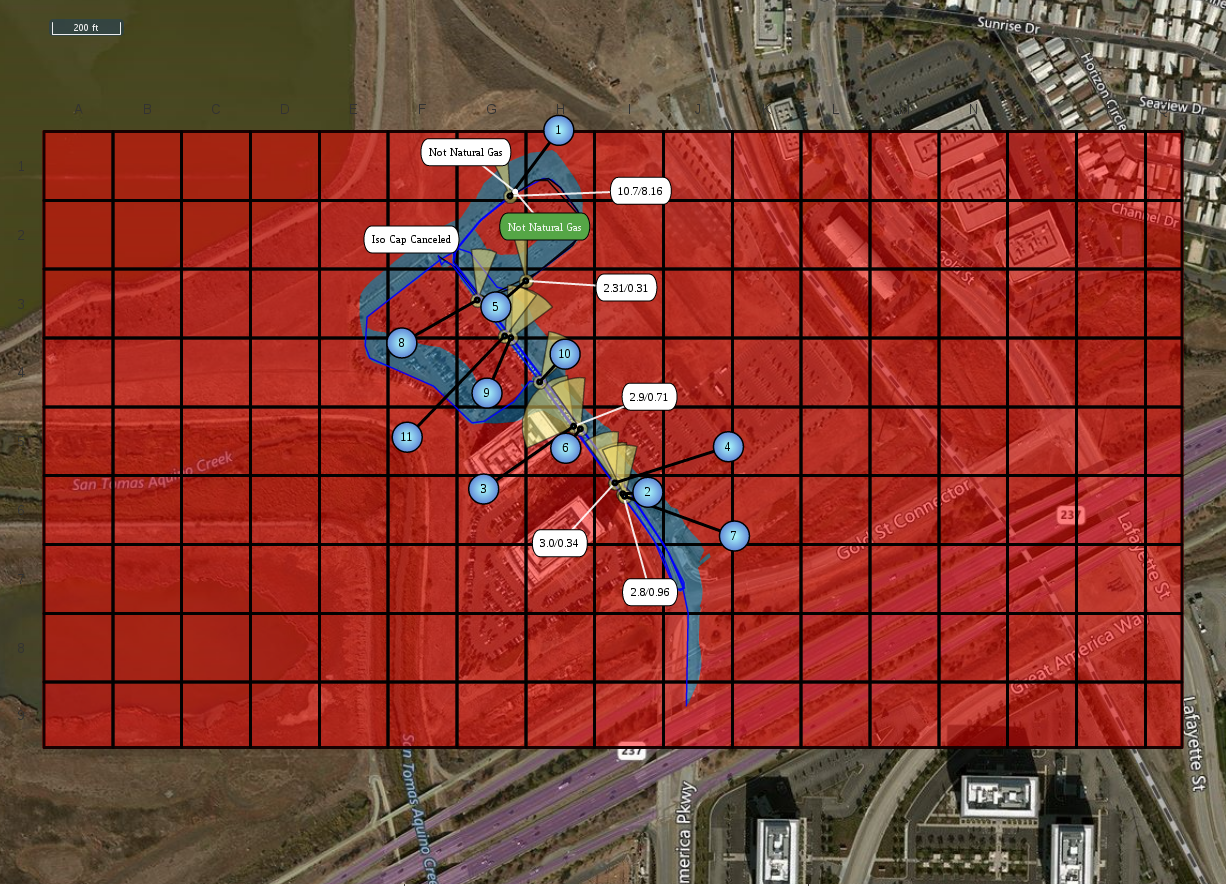 200 ft
Sunrise Dr
Horizon Circle
Seaview Dr
A B C D E F G H I J L N
1
1
Not Natural Gas
10.7/8.16
Channel Dr
2
Not Natural Gas
Iso Cap Canceled
2.31/0.31
3
5
8
10
4
9
2.9/0.71
11
6
4
San Tomas Aquino Creek
3
2
Gold St Connector
237
Lafayette St
7
3.0/0.34
2.8/0.96
8
Great America Way
Lafayette St
237
San Tomas Aquino Cree
merica Pkwy